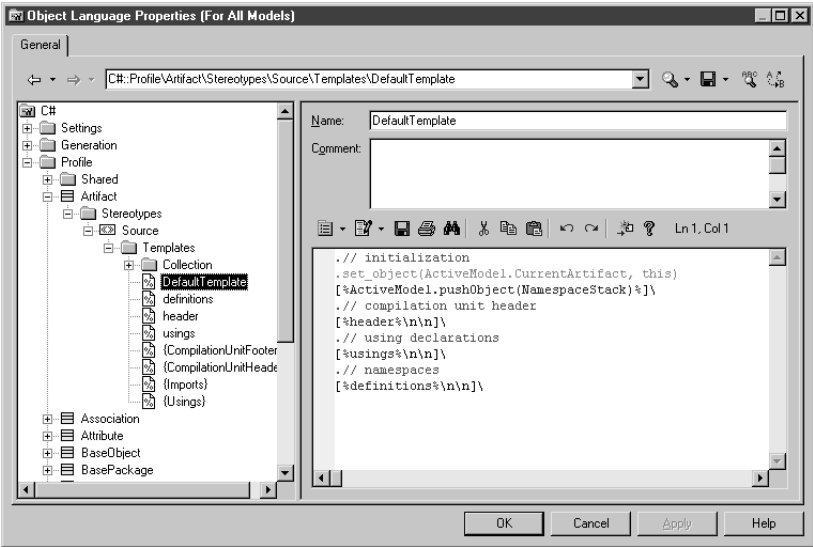 Object Language Properties (For All Models)
General
C#::Profile\Artifact\Stereotypes\Source\Templates\DefaultTemplate
C#
Settings
Generation
Profile
Shared
Artifact
Stereotypes
Source
Templates
Collection
DefaultTemplate
definitions
header
usings
{CompilationUnitFooter
{CompilationUnitHeade
{Imports}
{Usings}
Association
Attribute
BaseObject
BasePackage
Name: DefaultTemplate
Comment:
Ln 1, Col 1
.// initialization
.set_object(ActiveModel.CurrentArtifact, this)
[%ActiveModel.pushObject(NamespaceStack)%]\
.// compilation unit header
[%header%\n\n]\
.// using declarations
[%usings%\n\n]\
.// namespaces
[%definitions%\n\n]\
OK Cancel Apply Help